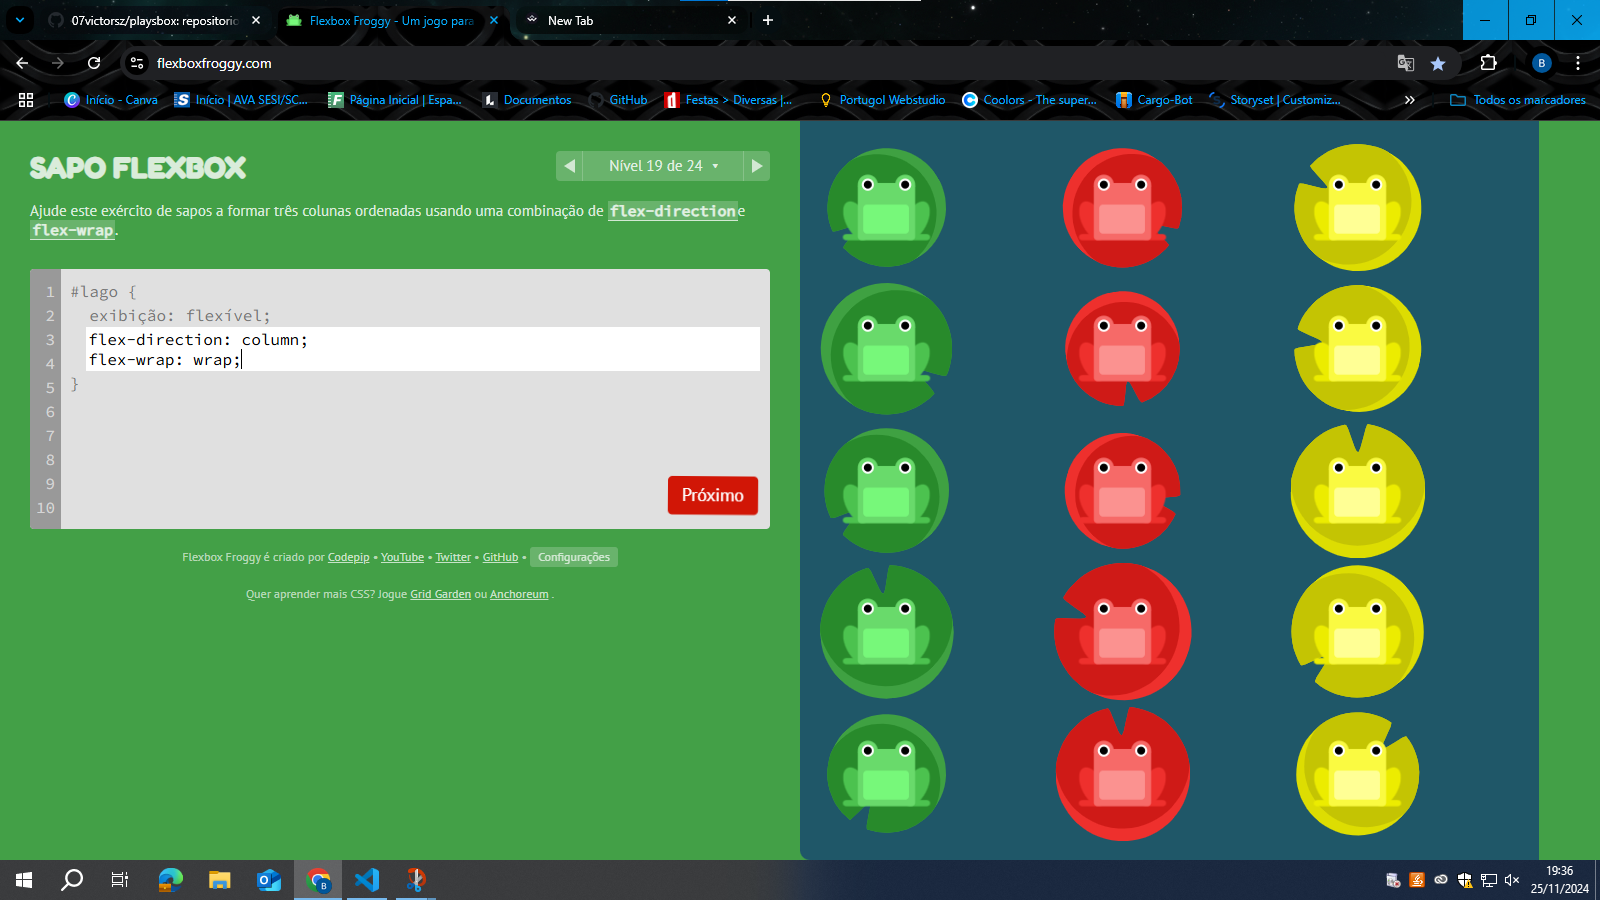 07victorsz/playsbox: repositorio
Flexbox Froggy - Um jogo para
New Tab
flexboxfroggy.com
B
Início - Canva
Início | AVA SESI/SC...
Página Inicial | Espa...
Documentos
GitHub
Festas > Diversas |...
Portugol Webstudio
Coolors - The super...
Cargo-Bot
Storyset | Customiz...
Todos os marcadores
SAPO FLEXBOX
Nível 19 de 24
Ajude este exército de sapos a formar três colunas ordenadas usando uma combinação de flex-direction e
flex-wrap.
1 #lago {
2 exibição: flexível;
3 flex-direction: column;
4 flex-wrap: wrap;
5 }
6
7
8
9
10
Próximo
Flexbox Froggy é criado por Codepip • YouTube • Twitter • GitHub • Configurações
Quer aprender mais CSS? Jogue Grid Garden ou Anchoreum .
B
19:36
25/11/2024